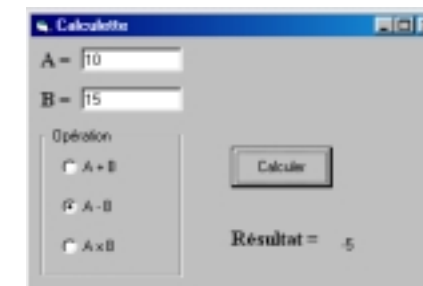 Calculette
A = 10
B = 15
Opération
A + B
A - B
A x B
Calculer
Résultat = -5